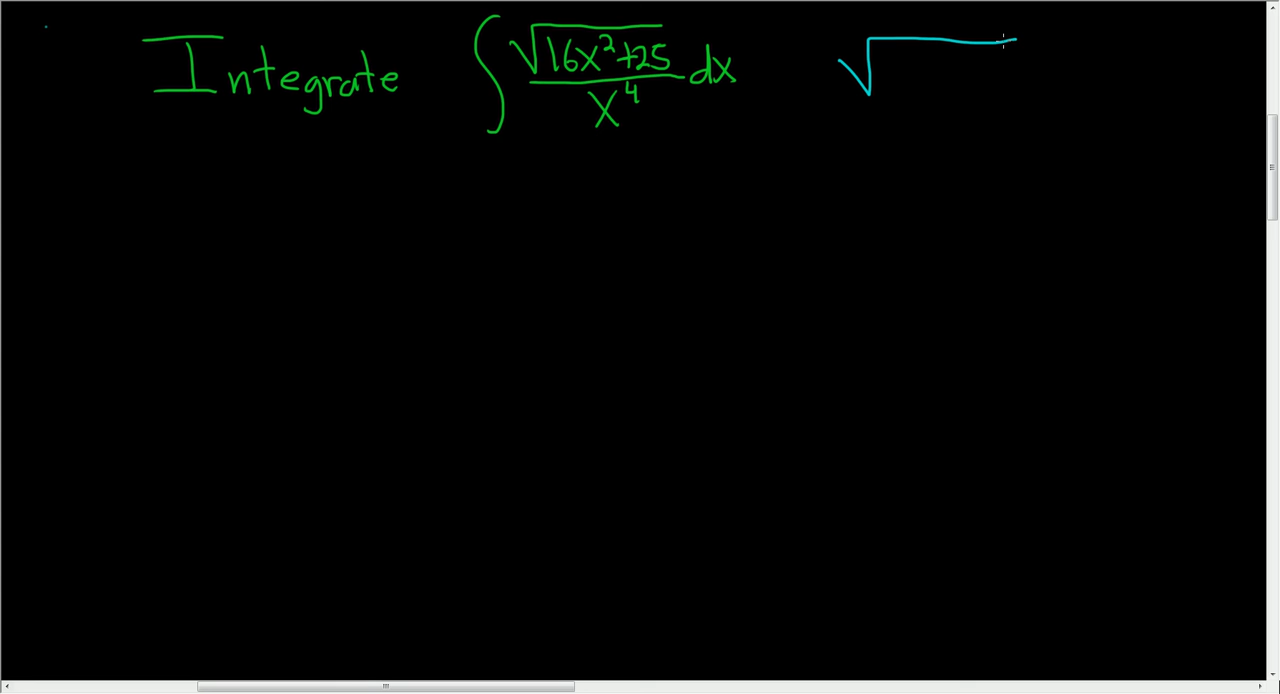 Integrate ∫ √(16x²+25)/x⁴ dx √